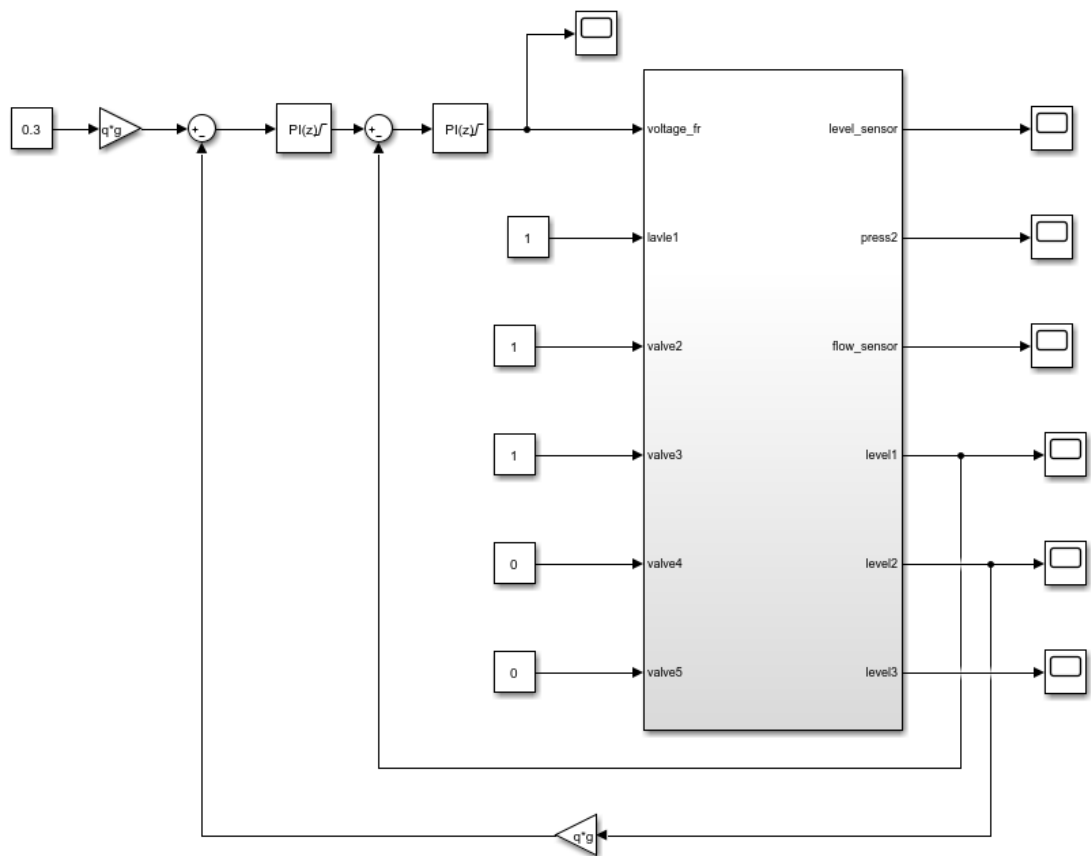 0.3
q*g
+
-
PI(z)
+
-
PI(z)
voltage_fr
level_sensor
1
lavle1
press2
1
valve2
flow_sensor
1
valve3
level1
0
valve4
level2
0
valve5
level3
q*g